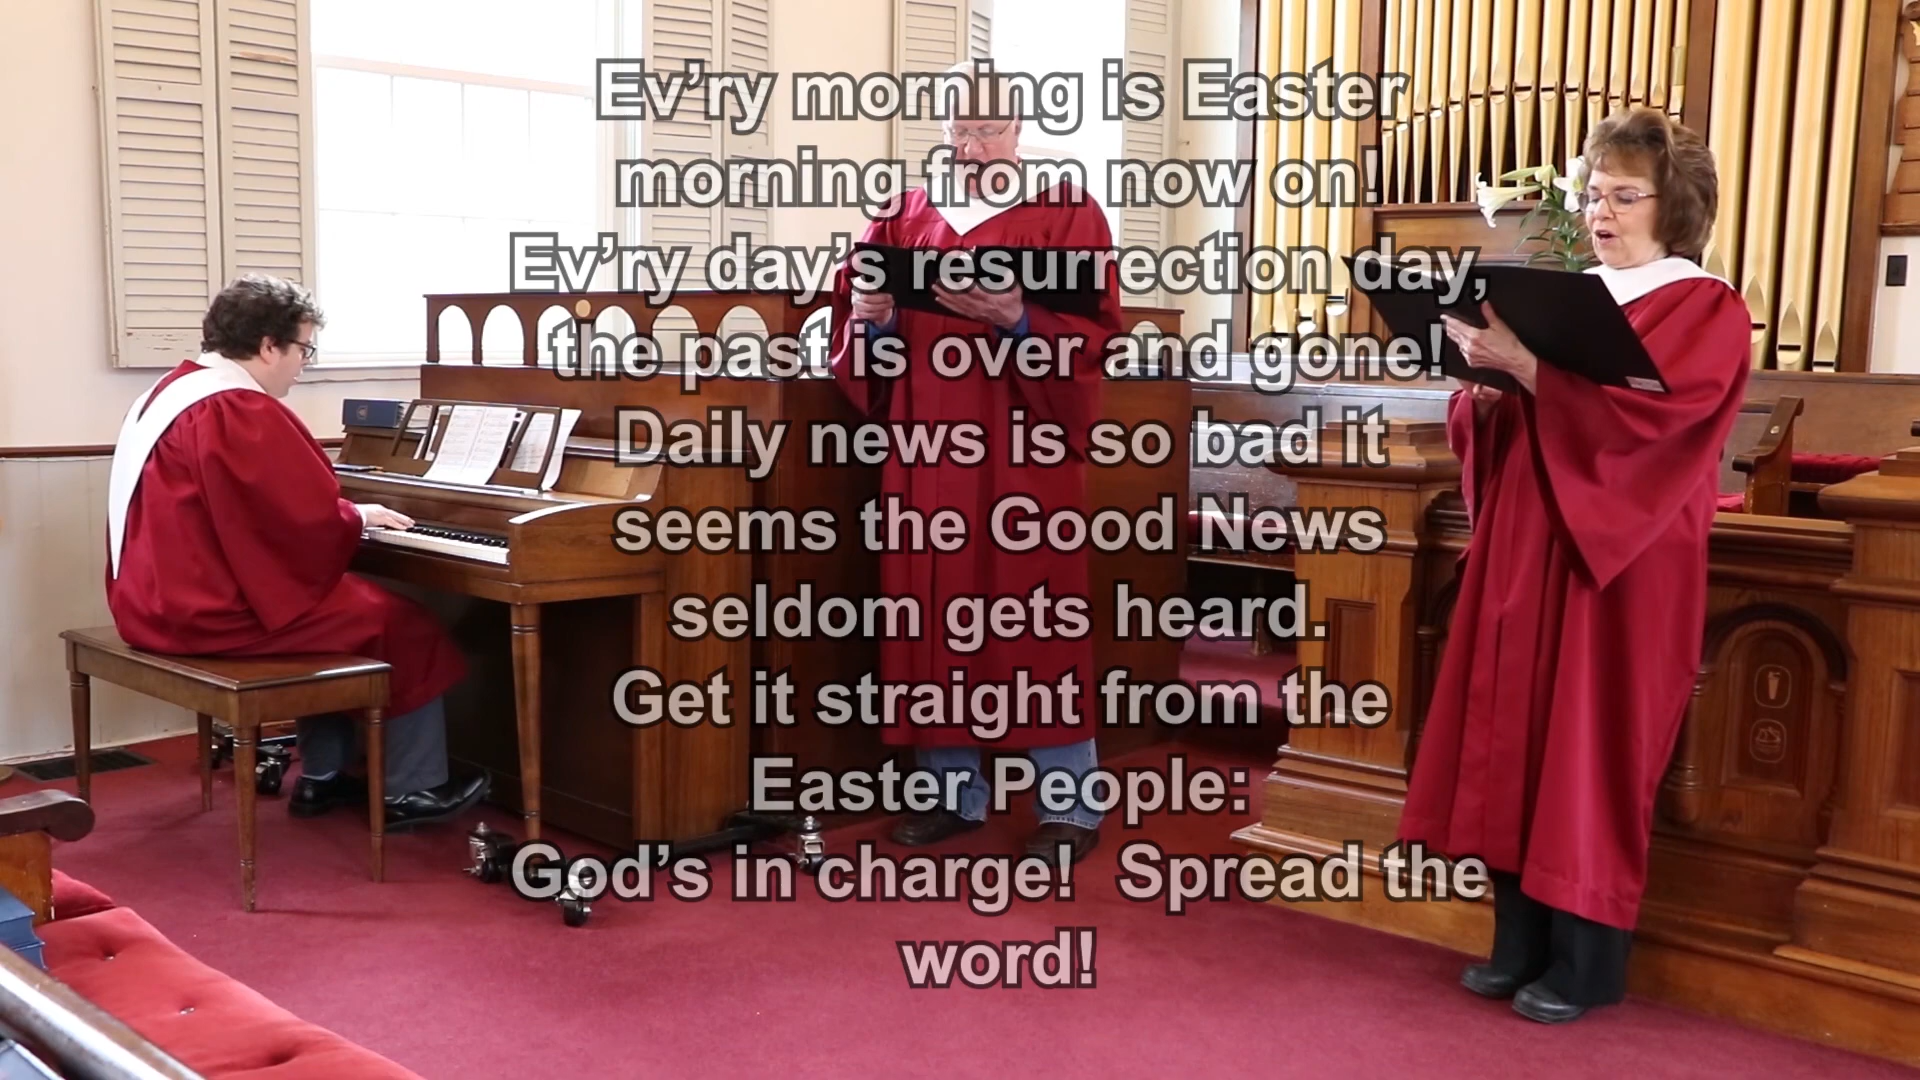 Ev’ry morning is Easter
morning from now on!
Ev’ry day’s resurrection day,
the past is over and gone!
Daily news is so bad it
seems the Good News
seldom gets heard.
Get it straight from the
Easter People:
God’s in charge!  Spread the
word!